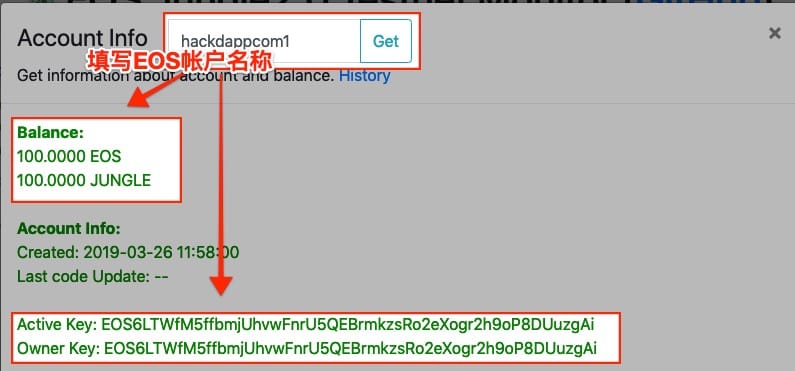 Account Info
hackdappcom1
Get
×
填写EOS帐户名称
Get information about account and balance. History
Balance:
100.0000 EOS
100.0000 JUNGLE
Account Info:
Created: 2019-03-26 11:58:00
Last code Update: --
Active Key: EOS6LTWfM5ffbmjUhvwFnrU5QEBrmkzsRo2eXogr2h9oP8DUuzgAi
Owner Key: EOS6LTWfM5ffbmjUhvwFnrU5QEBrmkzsRo2eXogr2h9oP8DUuzgAi